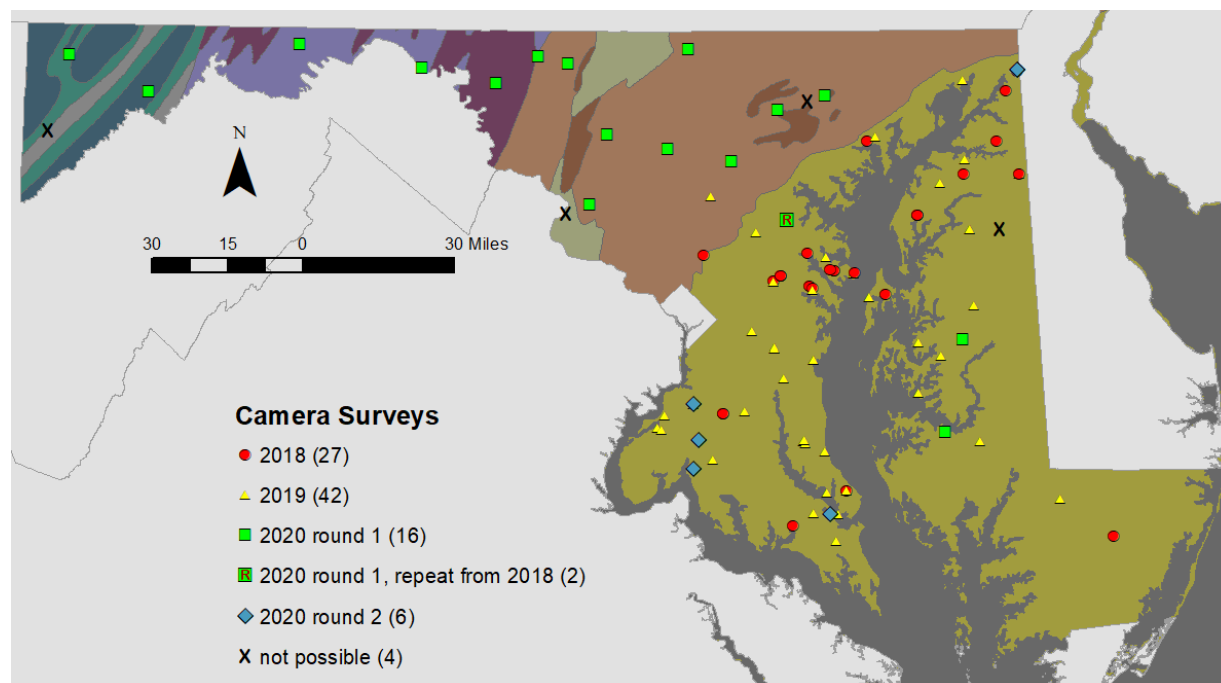 N
30 15 0 30 Miles
Camera Surveys
2018 (27)
2019 (42)
2020 round 1 (16)
R 2020 round 1, repeat from 2018 (2)
2020 round 2 (6)
X not possible (4)
X
X
X
R
X